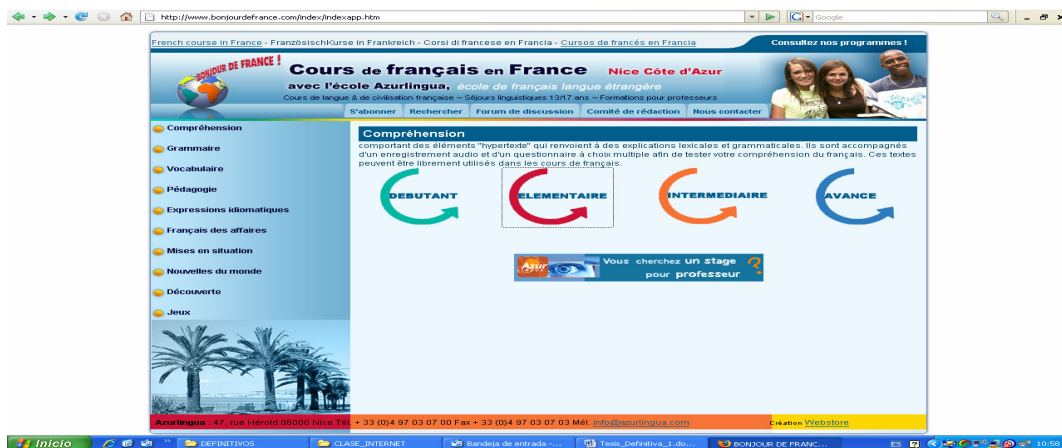 http://www.bonjourdefrance.com/index/indexapp.htm
Google
French course in France - FranzösischKurse in Frankreich - Corsi di francese en Francia - Cursos de francés en Francia
Consultez nos programmes !
BONJOUR DE FRANCE !
Cours de français en France Nice Côte d'Azur
avec l'école Azurlingua, école de français langue étrangère
Cours de langue & de civilisation française – Séjours linguistiques 13/17 ans – Formations pour professeurs
S'abonner Rechercher Forum de discussion Comité de rédaction Nous contacter
Compréhension
Grammaire
Vocabulaire
Pédagogie
Expressions idiomatiques
Français des affaires
Mises en situation
Nouvelles du monde
Découverte
Jeux
Compréhension
comportant des éléments "hypertexte" qui renvoient à des explications lexicales et grammaticales. Ils sont accompagnés
d'un enregistrement audio et d'un questionnaire à choix multiple afin de tester votre compréhension du français. Ces textes
peuvent être librement utilisés dans les cours de français.
DEBUTANT ELEMENTAIRE INTERMEDIAIRE AVANCE
Azur LINGUA Vous cherchez un stage
pour professeur ?
Azurlingua : 47, rue Hérold 06000 Nice Tél. + 33 (0)4 97 03 07 00 Fax + 33 (0)4 97 03 07 03 Mél. info@azurlingua.com Création Webstore
Inicio DEFINITIVOS CLASE_INTERNET Bandeja de entrada -... Tesis_Definitiva_1.do... BONJOUR DE FRANC... ES 10:56